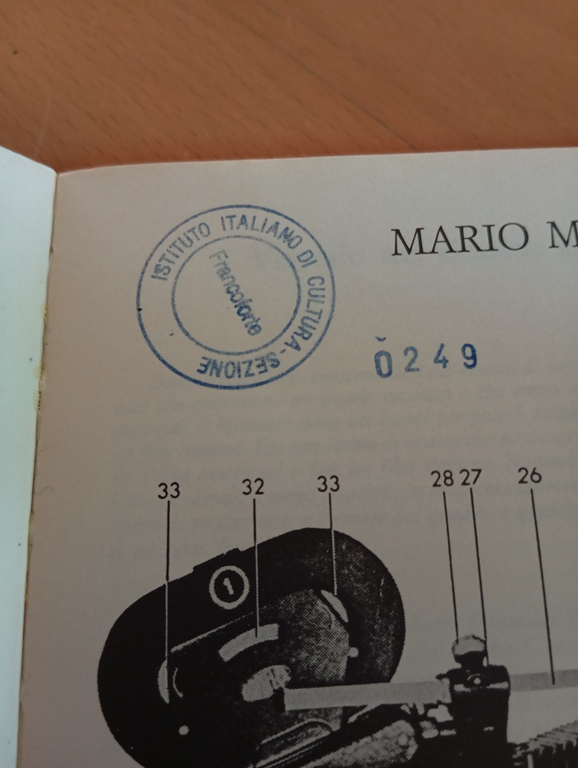 MARIO M
ISTITUTO ITALIANO DI CULTURA - SEZIONE
Francoforte
0249
33 32 33 28 27 26
1